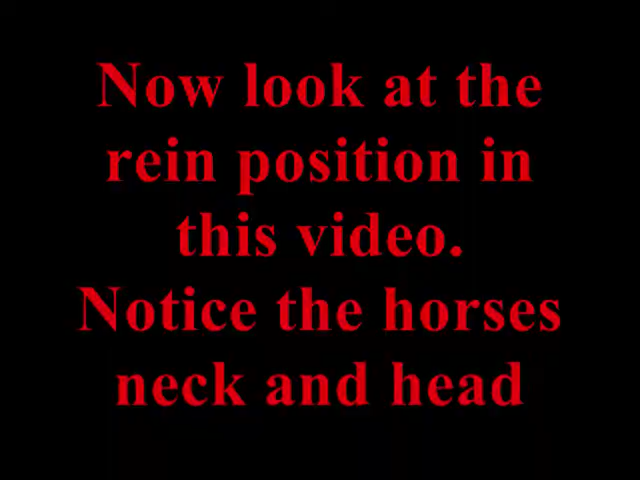 Now look at the
rein position in
this video.
Notice the horses
neck and head